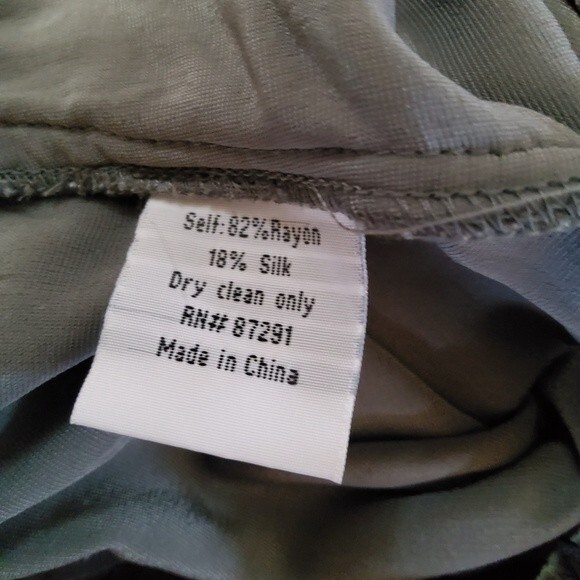 Self:82%Rayon
18% Silk
Dry clean only
RN# 87291
Made in China